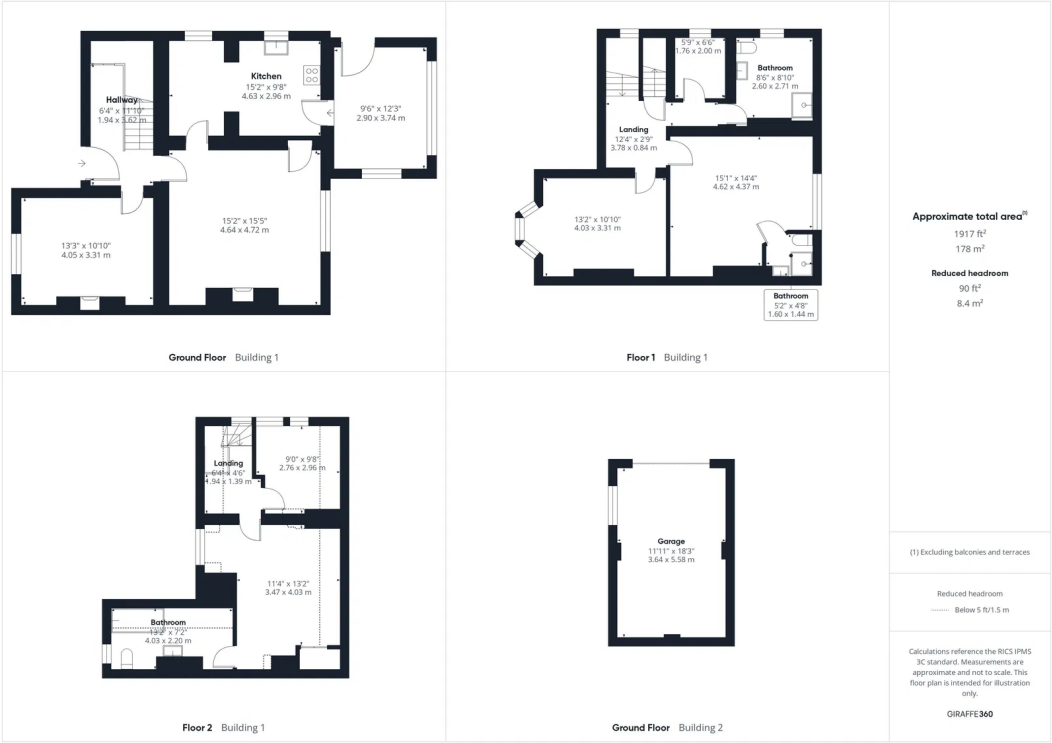 Kitchen
15'2" x 9'8"
4.63 x 2.96 m
Hallway
6'4" x 11'10"
1.94 x 3.62 m
9'6" x 12'3"
2.90 x 3.74 m
15'2" x 15'5"
4.64 x 4.72 m
13'3" x 10'10"
4.05 x 3.31 m
Ground Floor Building 1
5'9" x 6'6"
1.76 x 2.00 m
Bathroom
8'6" x 8'10"
2.60 x 2.71 m
Landing
12'4" x 2'9"
3.78 x 0.84 m
15'1" x 14'4"
4.62 x 4.37 m
13'2" x 10'10"
4.03 x 3.31 m
Bathroom
5'2" x 4'8"
1.60 x 1.44 m
Floor 1 Building 1
Landing
6'4" x 4'6"
1.94 x 1.39 m
9'0" x 9'8"
2.76 x 2.96 m
11'4" x 13'2"
3.47 x 4.03 m
Bathroom
13'2" x 7'2"
4.03 x 2.20 m
Floor 2 Building 1
Garage
11'11" x 18'3"
3.64 x 5.58 m
Ground Floor Building 2
Approximate total area(1)
1917 ft²
178 m²
Reduced headroom
90 ft²
8.4 m²
(1) Excluding balconies and terraces
Reduced headroom
Below 5 ft/1.5 m
Calculations reference the RICS IPMS
3C standard. Measurements are
approximate and not to scale. This
floor plan is intended for illustration
only.
GIRAFFE360